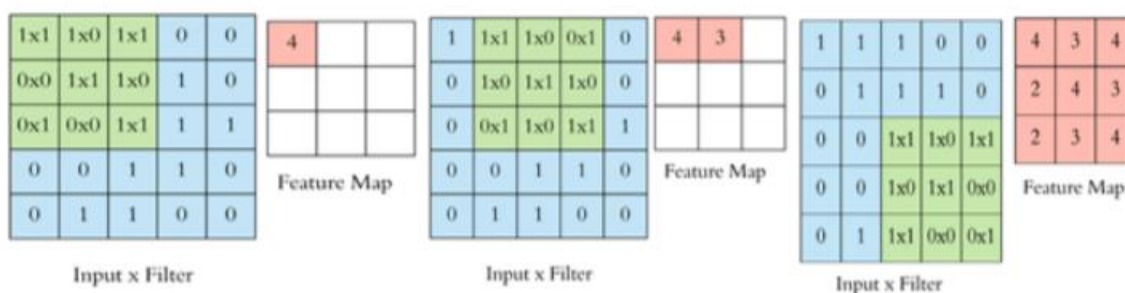 1x1 1x0 1x1 0 0
0x0 1x1 1x0 1 0
0x1 0x0 1x1 1 1
0 0 1 1 0
0 1 1 0 0
Input x Filter
4
Feature Map
1 1x1 1x0 0x1 0
0 1x0 1x1 1x0 0
0 0x1 1x0 1x1 1
0 0 1 1 0
0 1 1 0 0
Input x Filter
4 3
Feature Map
1 1 1 0 0
0 1 1 1 0
0 0 1x1 1x0 1x1
0 0 1x0 1x1 0x0
0 1 1x1 0x0 0x1
Input x Filter
4 3 4
2 4 3
2 3 4
Feature Map